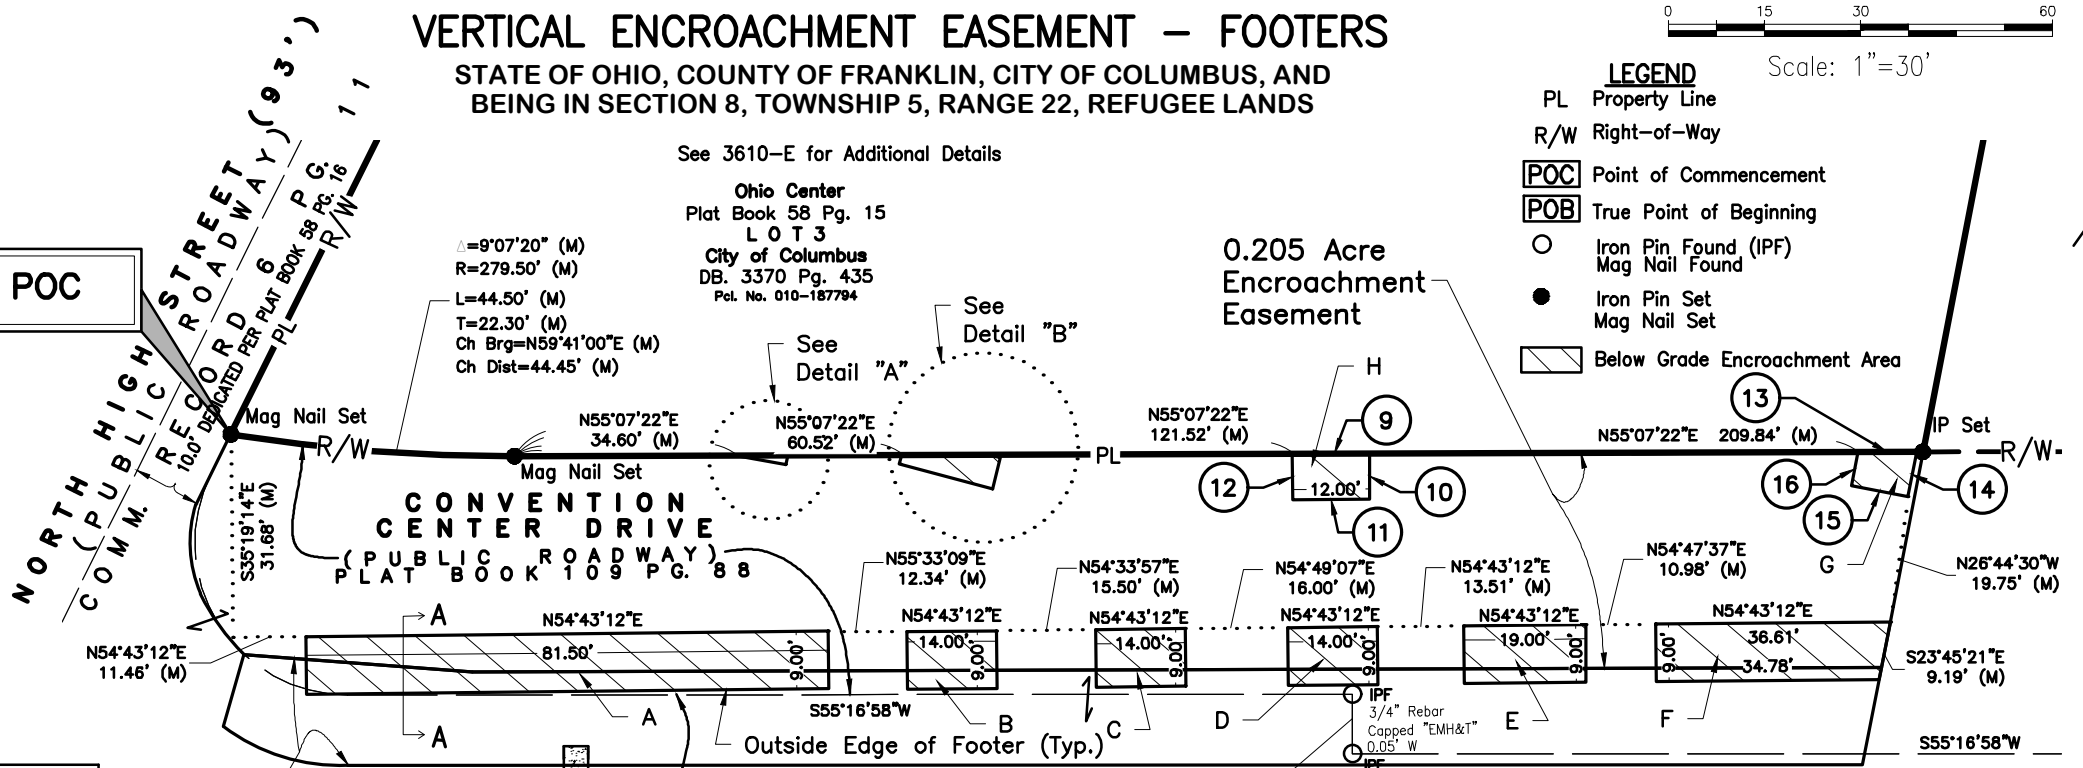 VERTICAL ENCROACHMENT EASEMENT – FOOTERS
STATE OF OHIO, COUNTY OF FRANKLIN, CITY OF COLUMBUS, AND
BEING IN SECTION 8, TOWNSHIP 5, RANGE 22, REFUGEE LANDS
See 3610-E for Additional Details
Ohio Center
Plat Book 58 Pg. 15
LOT 3
City of Columbus
DB. 3370 Pg. 435
Pcl. No. 010-187794
0 15 30 60
Scale: 1"=30'
LEGEND
PL Property Line
R/W Right-of-Way
POC Point of Commencement
POB True Point of Beginning
Iron Pin Found (IPF)
Mag Nail Found
Iron Pin Set
Mag Nail Set
Below Grade Encroachment Area
POC
NORTH HIGH STREET (93')
(PUBLIC ROADWAY)
COMM. RECORD 6 PG. 11
10.0' DEDICATED PER PLAT BOOK 58 PG. 16
PL
R/W
Δ=9°07'20" (M)
R=279.50' (M)
L=44.50' (M)
T=22.30' (M)
Ch Brg=N59°41'00"E (M)
Ch Dist=44.45' (M)
See
Detail "A"
See
Detail "B"
0.205 Acre
Encroachment
Easement
H
9
13
Mag Nail Set
R/W
N55°07'22"E
34.60' (M)
N55°07'22"E
60.52' (M)
N55°07'22"E
121.52' (M)
N55°07'22"E 209.84' (M)
IP Set
PL
R/W
Mag Nail Set
12
12.00'
10
11
16
14
15
G
S35°19'14"E
31.68' (M)
CONVENTION
CENTER DRIVE
(PUBLIC ROADWAY)
PLAT BOOK 109 PG. 88
N55°33'09"E
12.34' (M)
N54°33'57"E
15.50' (M)
N54°49'07"E
16.00' (M)
N54°43'12"E
13.51' (M)
N54°47'37"E
10.98' (M)
N26°44'30"W
19.75' (M)
A
N54°43'12"E
N54°43'12"E
N54°43'12"E
N54°43'12"E
N54°43'12"E
N54°43'12"E
N54°43'12"E
11.46' (M)
81.50'
9.00'
14.00'
9.00'
14.00'
9.00'
14.00'
9.00'
19.00'
9.00'
9.00'
36.61'
34.78'
S23°45'21"E
9.19' (M)
S55°16'58"W
A
A
B
C
D
E
F
Outside Edge of Footer (Typ.)
IPF
3/4" Rebar
Capped "EMH&T"
0.05' W
IPF
S55°16'58"W